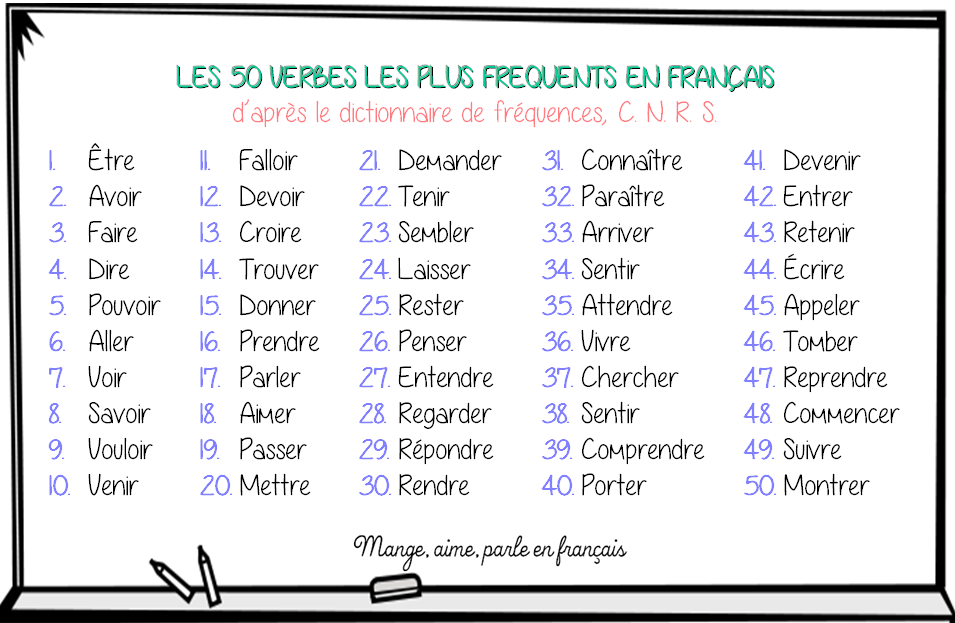 LES 50 VERBES LES PLUS FREQUENTS EN FRANÇAIS
d'après le dictionnaire de fréquences, C. N. R. S.
1. Être
2. Avoir
3. Faire
4. Dire
5. Pouvoir
6. Aller
7. Voir
8. Savoir
9. Vouloir
10. Venir
11. Falloir
12. Devoir
13. Croire
14. Trouver
15. Donner
16. Prendre
17. Parler
18. Aimer
19. Passer
20. Mettre
21. Demander
22. Tenir
23. Sembler
24. Laisser
25. Rester
26. Penser
27. Entendre
28. Regarder
29. Répondre
30. Rendre
31. Connaître
32. Paraître
33. Arriver
34. Sentir
35. Attendre
36. Vivre
37. Chercher
38. Sentir
39. Comprendre
40. Porter
41. Devenir
42. Entrer
43. Retenir
44. Écrire
45. Appeler
46. Tomber
47. Reprendre
48. Commencer
49. Suivre
50. Montrer
Mange, aime, parle en français